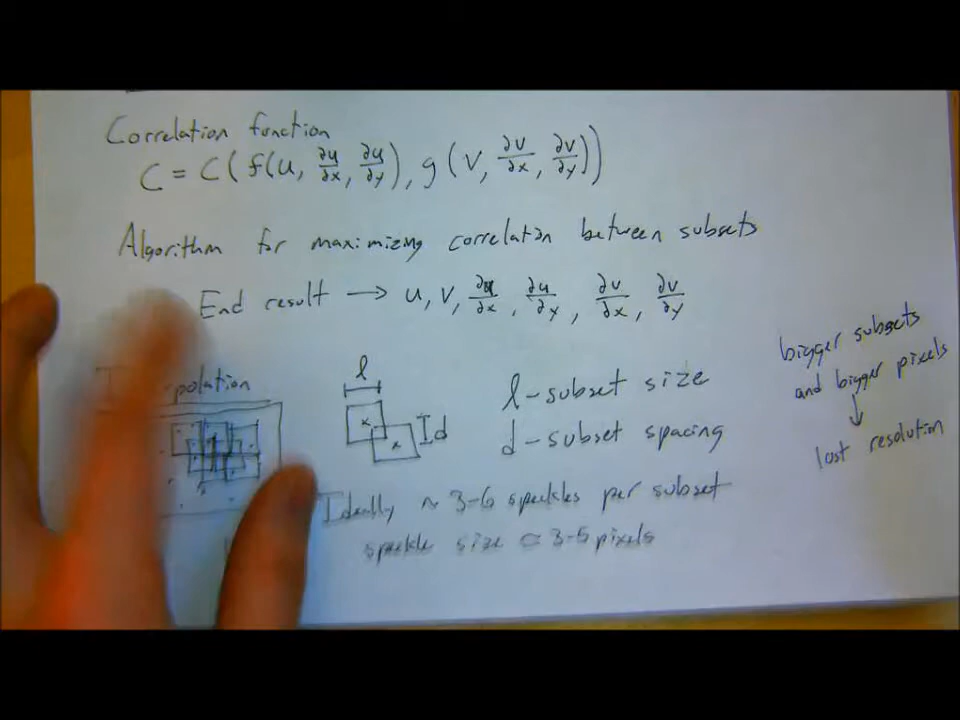 Correlation function
C = C( f(u, ∂u/∂x, ∂u/∂y), g(v, ∂v/∂x, ∂v/∂y))
Algorithm for maximizing correlation between subsets
End result → u, v, ∂u/∂x, ∂u/∂y, ∂v/∂x, ∂v/∂y
polation
l
x
x
d
l - subset size
d - subset spacing
Ideally ~ 3-6 speckles per subset
speckle size = 3-5 pixels
bigger subsets
and bigger pixels
↓
lost resolution